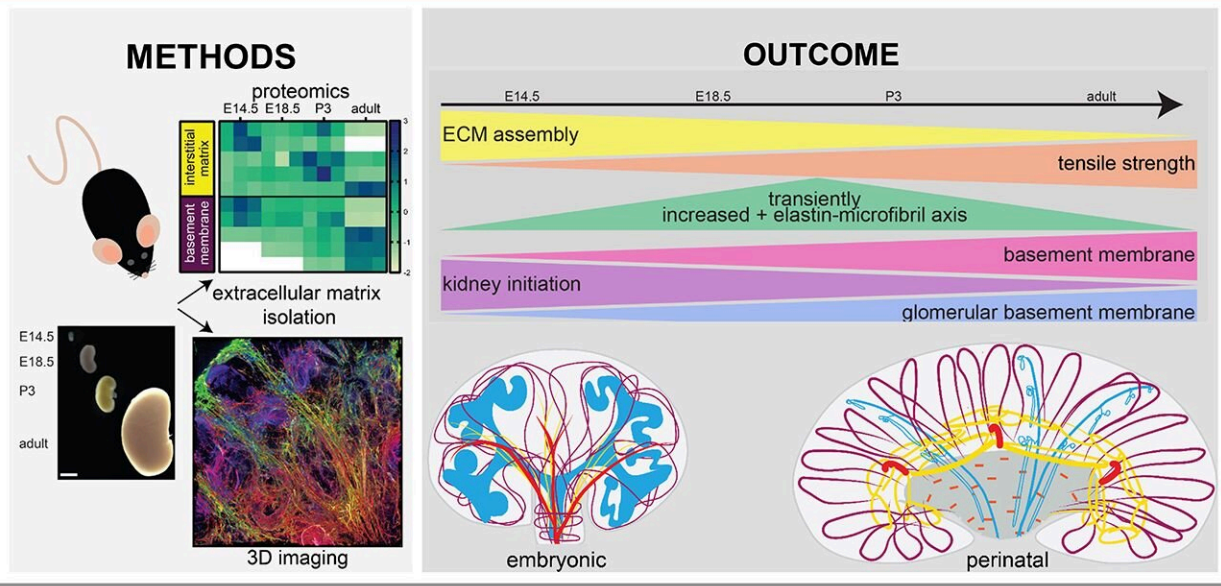 METHODS
proteomics
E14.5 E18.5 P3 adult
interstitial
matrix
basement
membrane
3
2
1
0
-1
-2
extracellular matrix
isolation
E14.5
E18.5
P3
adult
3D imaging
OUTCOME
E14.5 E18.5 P3 adult
ECM assembly
tensile strength
transiently
increased + elastin-microfibril axis
basement membrane
kidney initiation
glomerular basement membrane
embryonic
perinatal